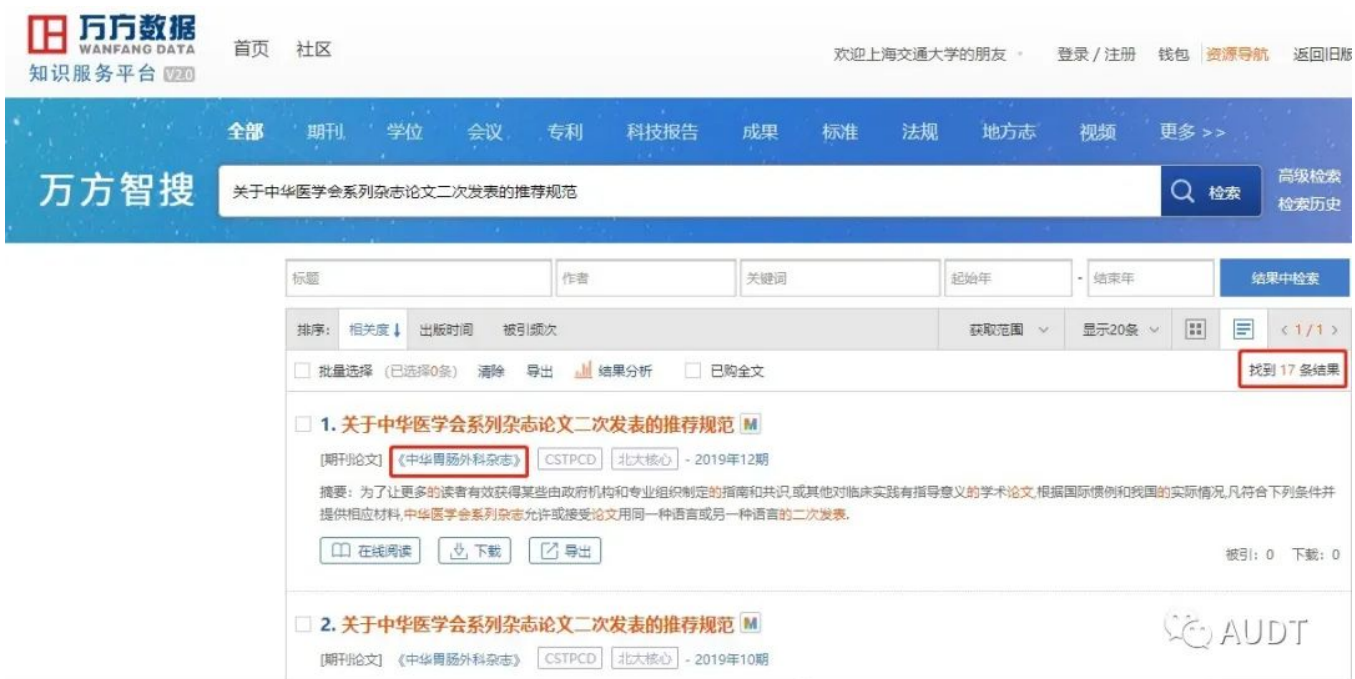 万方数据
WANFANG DATA
知识服务平台 V2.0
首页 社区
欢迎上海交通大学的朋友 登录 / 注册 钱包 资源导航 返回旧版
全部 期刊 学位 会议 专利 科技报告 成果 标准 法规 地方志 视频 更多 >>
万方智搜
关于中华医学会系列杂志论文二次发表的推荐规范
检索
高级检索
检索历史
标题 作者 关键词 起始年 - 结束年 结果中检索
排序: 相关度 出版时间 被引频次 获取范围 显示20条 < 1 / 1 >
批量选择 (已选择0条) 清除 导出 结果分析 已购全文 找到 17 条结果
1. 关于中华医学会系列杂志论文二次发表的推荐规范 M
[期刊论文] 《中华胃肠外科杂志》 CSTPCD 北大核心 - 2019年12期
摘要：为了让更多的读者有效获得某些由政府机构和专业组织制定的指南和共识,或其他对临床实践有指导意义的学术论文,根据国际惯例和我国的实际情况,凡符合下列条件并
提供相应材料,中华医学会系列杂志允许或接受论文用同一种语言或另一种语言的二次发表.
在线阅读 下载 导出
被引: 0 下载: 0
2. 关于中华医学会系列杂志论文二次发表的推荐规范 M
[期刊论文] 《中华胃肠外科杂志》 CSTPCD 北大核心 - 2019年10期
AUDT